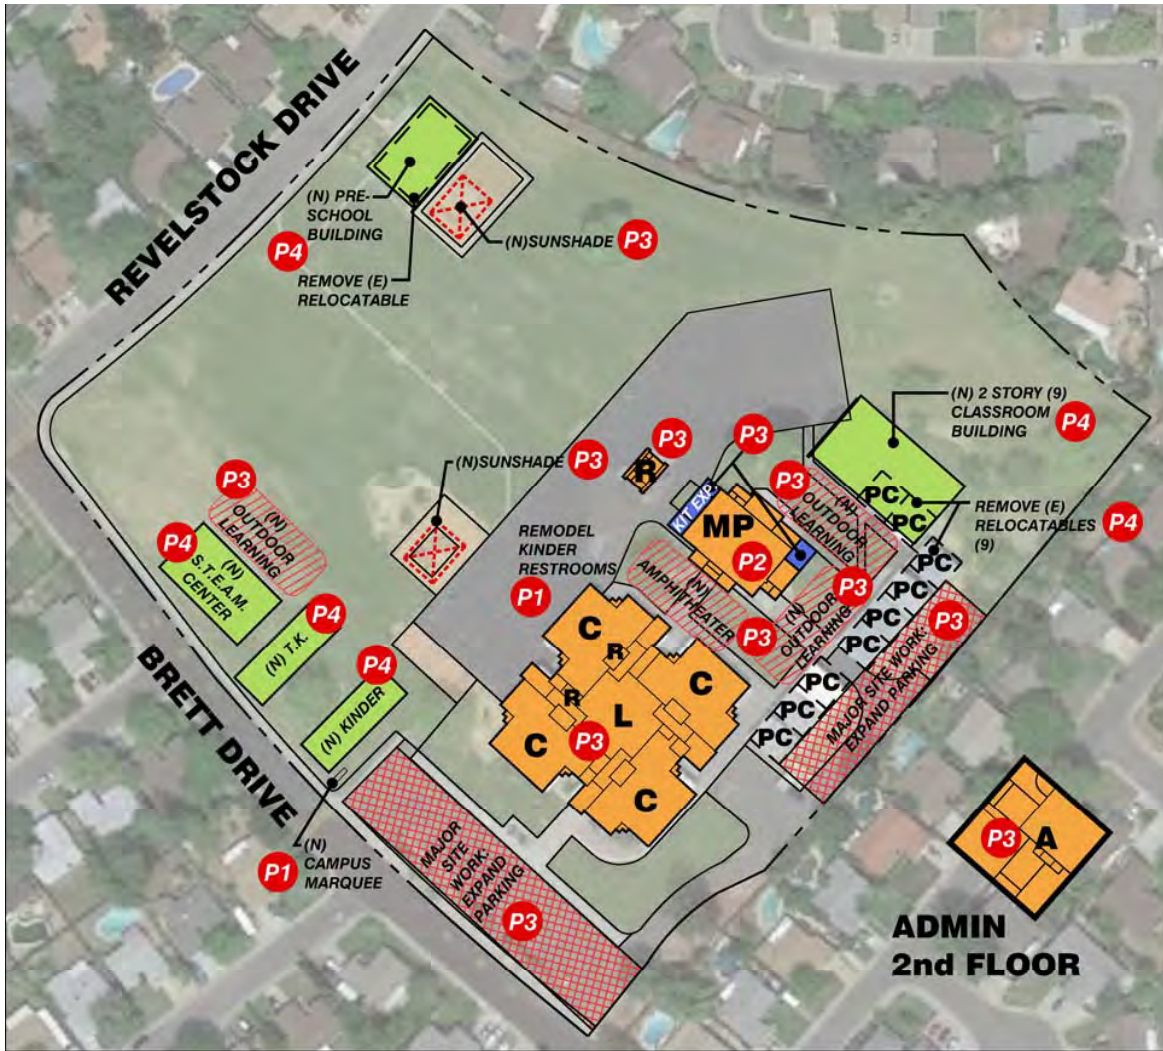 REVELSTOCK DRIVE
(N) PRE-
SCHOOL
BUILDING
P4
REMOVE (E)
RELOCATABLE
(N)SUNSHADE
P3
(N) 2 STORY (9)
CLASSROOM
BUILDING
P4
REMOVE (E)
RELOCATABLES
(9)
P4
(N)SUNSHADE
P3
P3
R
P3
KIT EXP
MP
P2
P3
(N)
OUTDOOR
LEARNING
PC
PC
PC
PC
PC
PC
PC
PC
PC
P3
(N)
OUTDOOR
LEARNING
P3
(N)
OUTDOOR
LEARNING
P4
(N)
S.T.E.A.M.
CENTER
P4
(N) T.K.
P4
(N) KINDER
REMODEL
KINDER
RESTROOMS
P1
(N)
AMPHITHEATER
P3
C
R
R
C
L
P3
C
C
P3
MAJOR SITE WORK:
EXPAND PARKING
BRETT DRIVE
(N)
CAMPUS
MARQUEE
P1
MAJOR
SITE
WORK:
EXPAND
PARKING
P3
P3
A
ADMIN
2nd FLOOR